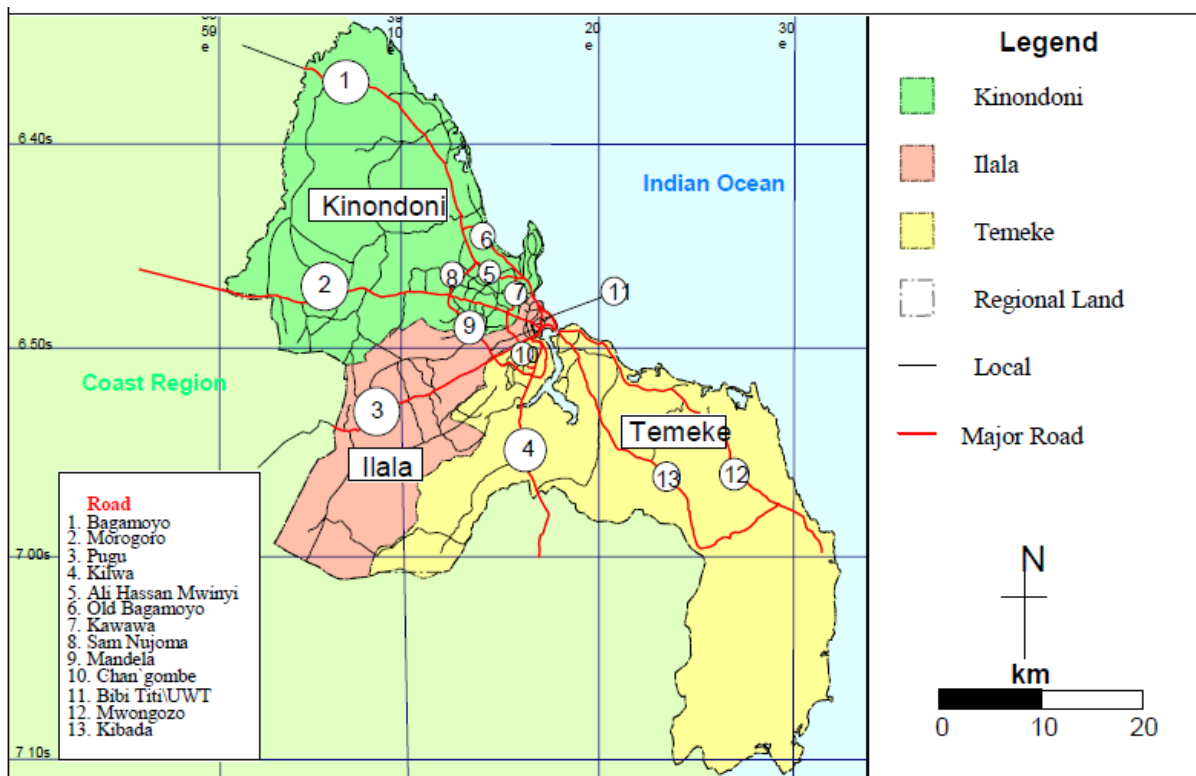 39
10
e
20
e
30
e
59
e
6.40s
6.50s
7.00s
7.10s
1
2
3
4
5
6
7
8
9
10
11
12
13
Kinondoni
Indian Ocean
Coast Region
Ilala
Temeke
Road
1. Bagamoyo
2. Morogoro
3. Pugu
4. Kifwa
5. Ali Hassan Mwinyi
6. Old Bagamoyo
7. Kawawa
8. Sam Nujoma
9. Mandela
10. Chan`gombe
11. Bibi Titi\UWT
12. Mwongozo
13. Kibada
Legend
Kinondoni
Ilala
Temeke
Regional Land
Local
Major Road
N
km
0 10 20